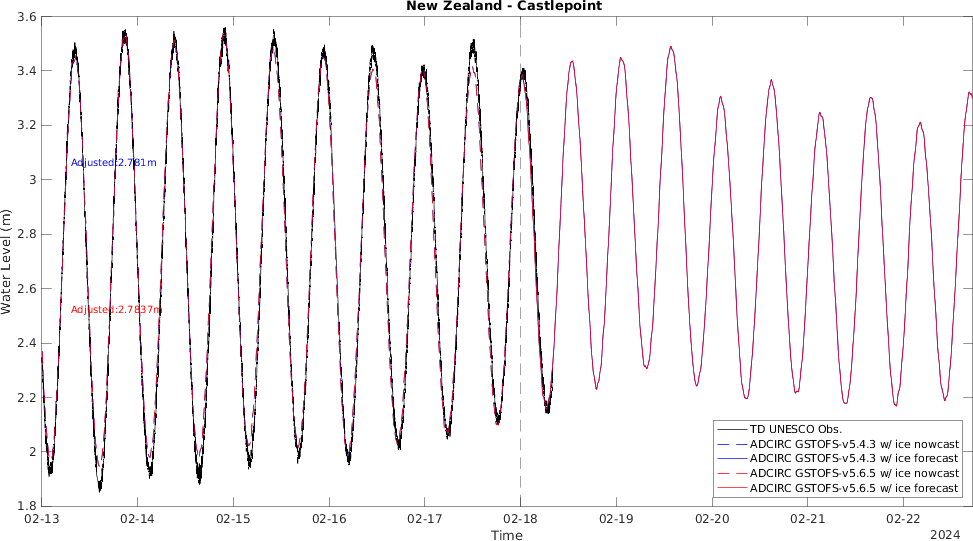 New Zealand - Castlepoint
3.6
3.4
3.2
3
2.8
2.6
2.4
2.2
2
1.8
Water Level (m)
Adjusted:2.781m
Adjusted:2.7837m
TD UNESCO Obs.
ADCIRC GSTOFS-v5.4.3 w/ ice nowcast
ADCIRC GSTOFS-v5.4.3 w/ ice forecast
ADCIRC GSTOFS-v5.6.5 w/ ice nowcast
ADCIRC GSTOFS-v5.6.5 w/ ice forecast
02-13 02-14 02-15 02-16 02-17 02-18 02-19 02-20 02-21 02-22
Time
2024